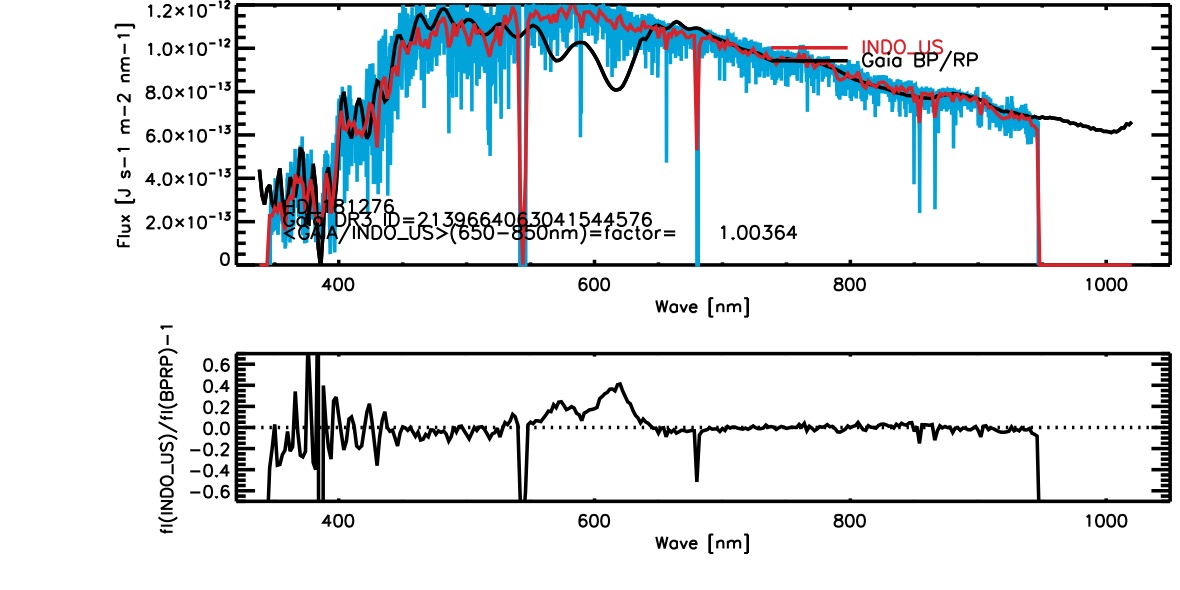 1.2×10⁻¹²
1.0×10⁻¹²
8.0×10⁻¹³
6.0×10⁻¹³
4.0×10⁻¹³
2.0×10⁻¹³
0
Flux [J s−1 m−2 nm−1]
INDO_US
Gaia BP/RP
HD_181276
Gaia DR3 ID=2139664063041544576
<GAIA/INDO_US>(650−850nm)=factor= 1.00364
400 600 800 1000
Wave [nm]
fl(INDO_US)/fl(BPRP)−1
0.6
0.4
0.2
0.0
−0.2
−0.4
−0.6
400 600 800 1000
Wave [nm]